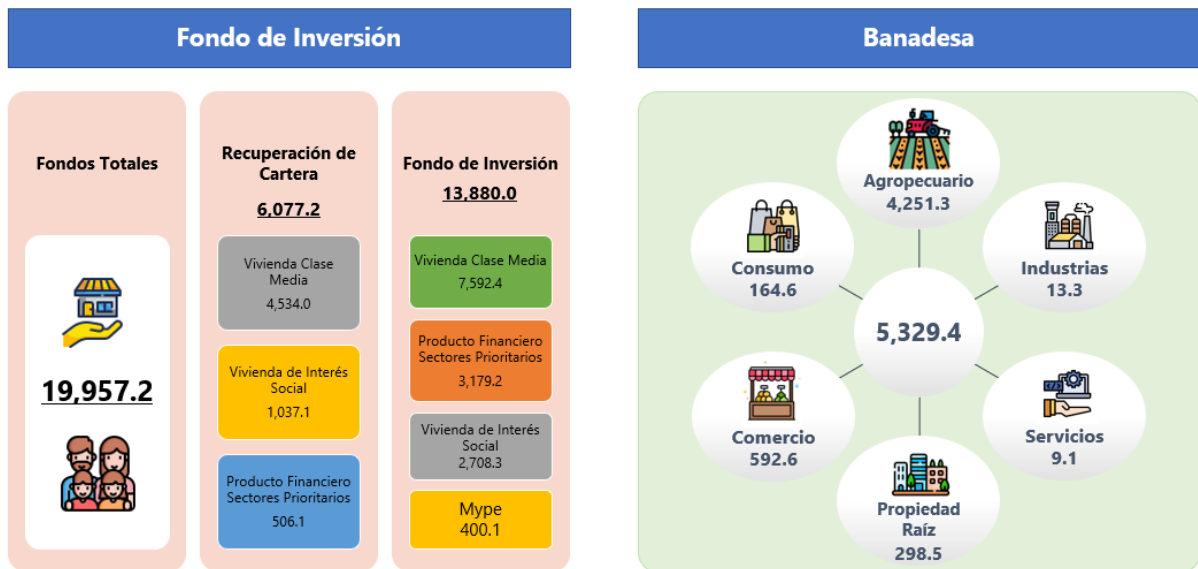 Fondo de Inversión
Fondos Totales
19,957.2
Recuperación de
Cartera
6,077.2
Vivienda Clase
Media
4,534.0
Vivienda de Interés
Social
1,037.1
Producto Financiero
Sectores Prioritarios
506.1
Fondo de Inversión
13,880.0
Vivienda Clase Media
7,592.4
Producto Financiero
Sectores Prioritarios
3,179.2
Vivienda de Interés
Social
2,708.3
Mype
400.1
Banadesa
Agropecuario
4,251.3
Consumo
164.6
Industrias
13.3
5,329.4
Comercio
592.6
Servicios
9.1
Propiedad
Raíz
298.5